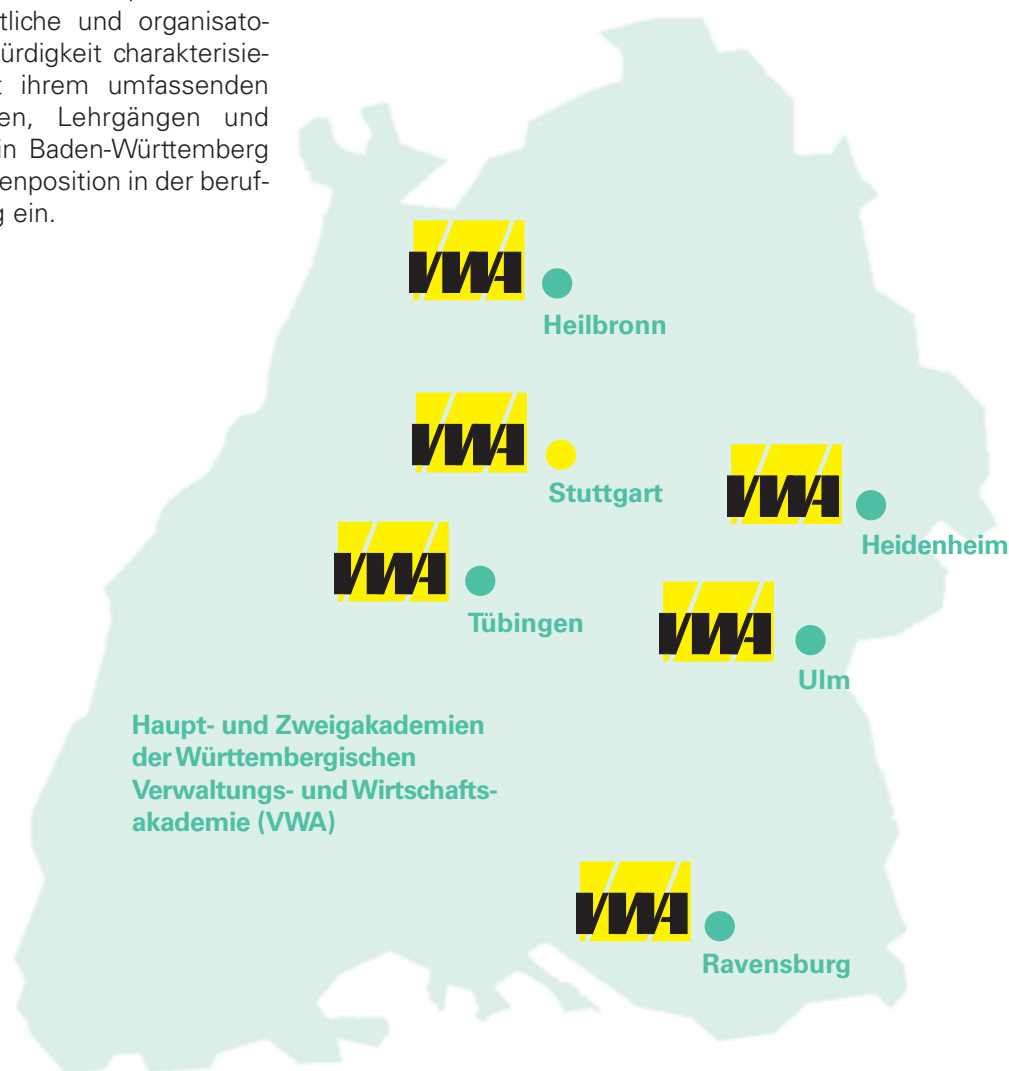 tliche und organisato-
ürdigkeit charakterisie-
ihrem umfassenden
en, Lehrgängen und
in Baden-Württemberg
enposition in der beruf-
g ein.
VWA
Heilbronn
VWA
Stuttgart
VWA
Heidenheim
VWA
Tübingen
VWA
Ulm
Haupt- und Zweigakademien
der Württembergischen
Verwaltungs- und Wirtschafts-
akademie (VWA)
VWA
Ravensburg